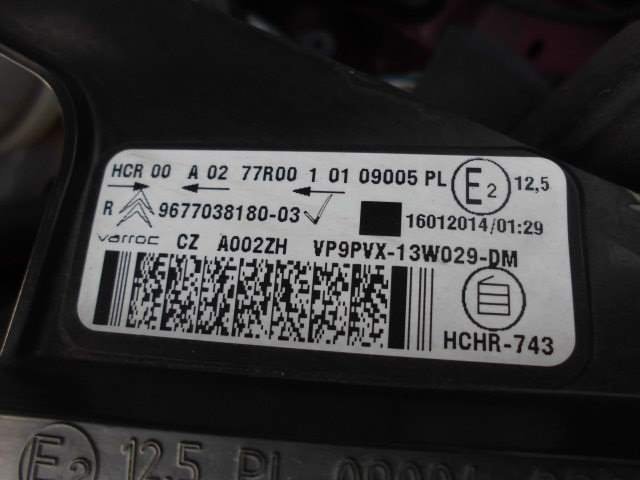 HCR 00 A 02 77R00 1 01 09005 PL E2 12,5
R 9677038180-03 16012014/01:29
varroc CZ A002ZH VP9PVX-13W029-DM
HCHR-743
E2 12,5 PL